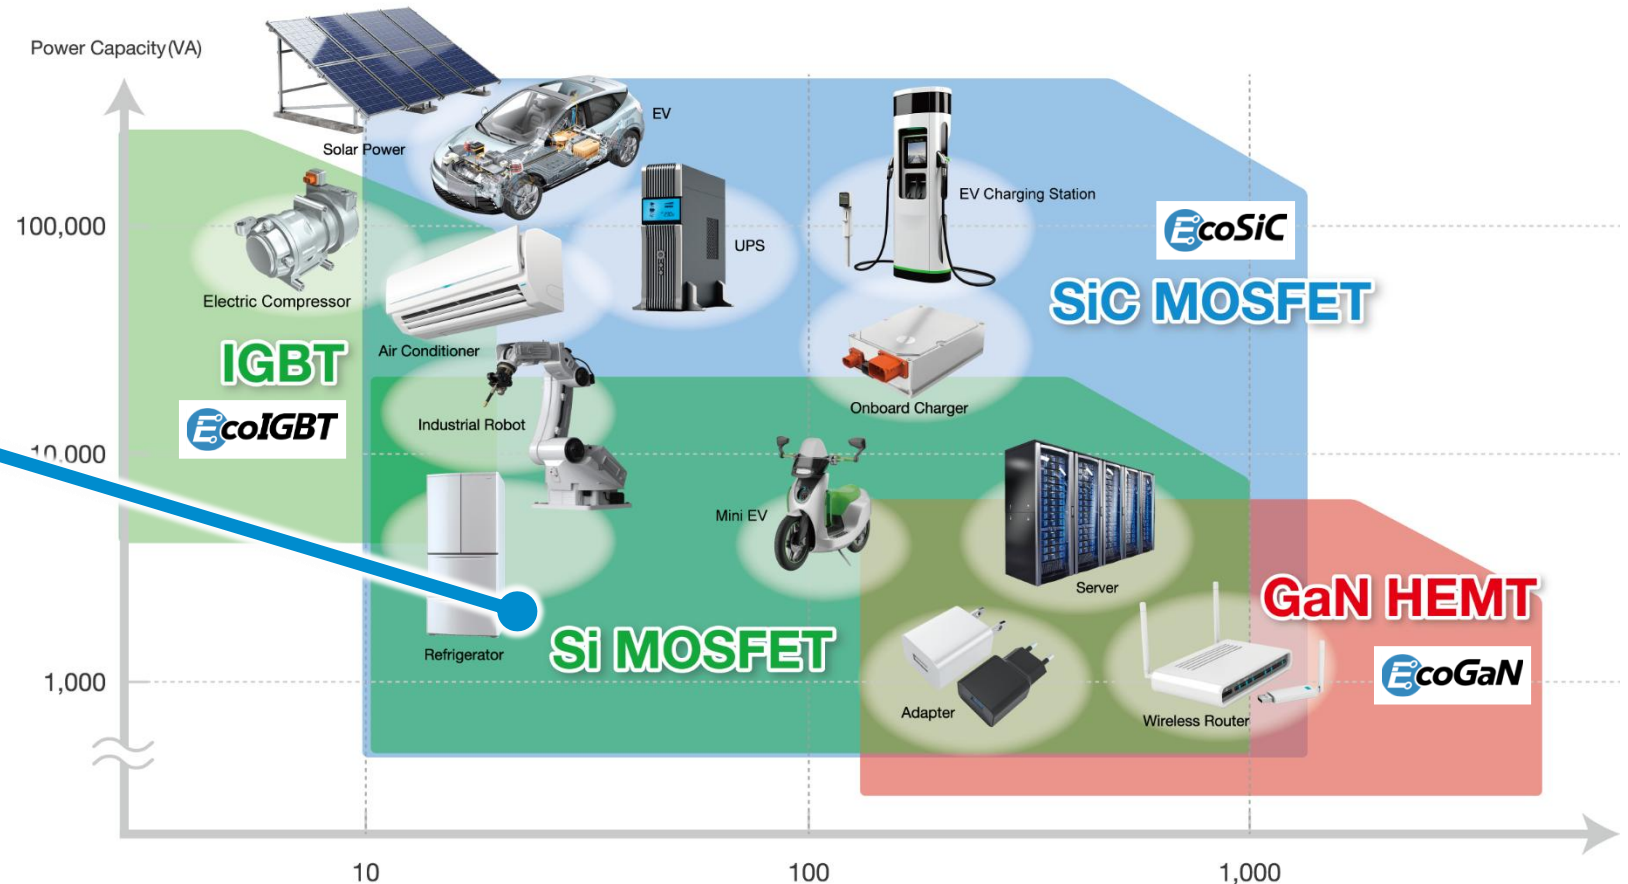 Power Capacity(VA)
Solar Power
EV
EV Charging Station
100,000
EcoSiC
UPS
SiC MOSFET
Electric Compressor
Air Conditioner
IGBT
Onboard Charger
EcoIGBT
Industrial Robot
10,000
Mini EV
Server
GaN HEMT
Si MOSFET
Refrigerator
EcoGaN
1,000
Adapter
Wireless Router
10
100
1,000